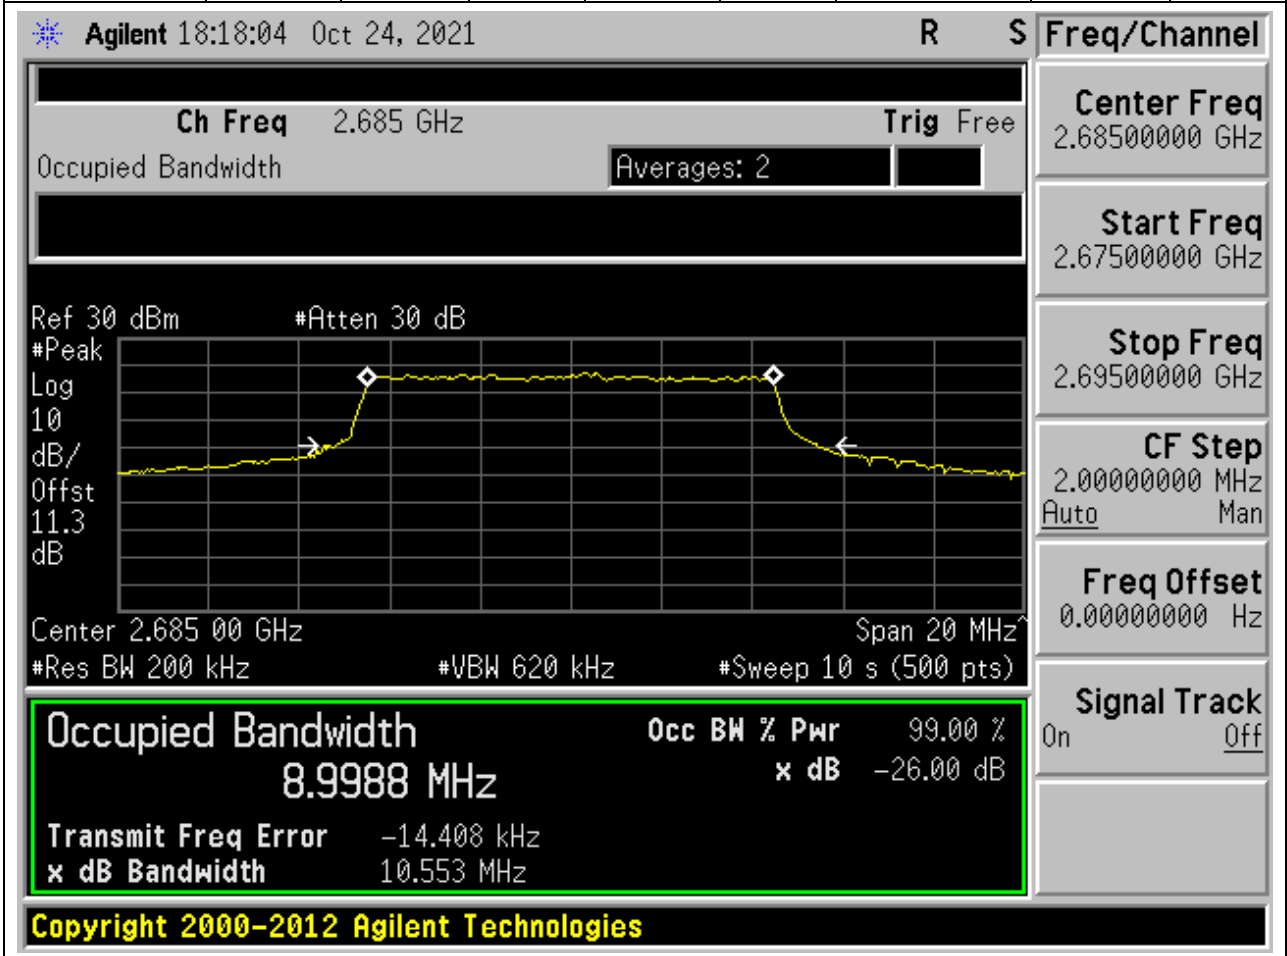 Agilent 18:18:04 Oct 24, 2021 R S
Freq/Channel
Ch Freq 2.685 GHz Trig Free
Occupied Bandwidth Averages: 2
Center Freq
2.68500000 GHz
Start Freq
2.67500000 GHz
Stop Freq
2.69500000 GHz
CF Step
2.00000000 MHz
Auto Man
Freq Offset
0.00000000 Hz
Signal Track
On Off
Ref 30 dBm #Atten 30 dB
#Peak
Log
10
dB/
Offst
11.3
dB
Center 2.685 00 GHz Span 20 MHz^
#Res BW 200 kHz #VBW 620 kHz #Sweep 10 s (500 pts)
Occupied Bandwidth Occ BW % Pwr 99.00 %
8.9988 MHz x dB -26.00 dB
Transmit Freq Error -14.408 kHz
x dB Bandwidth 10.553 MHz
Copyright 2000-2012 Agilent Technologies